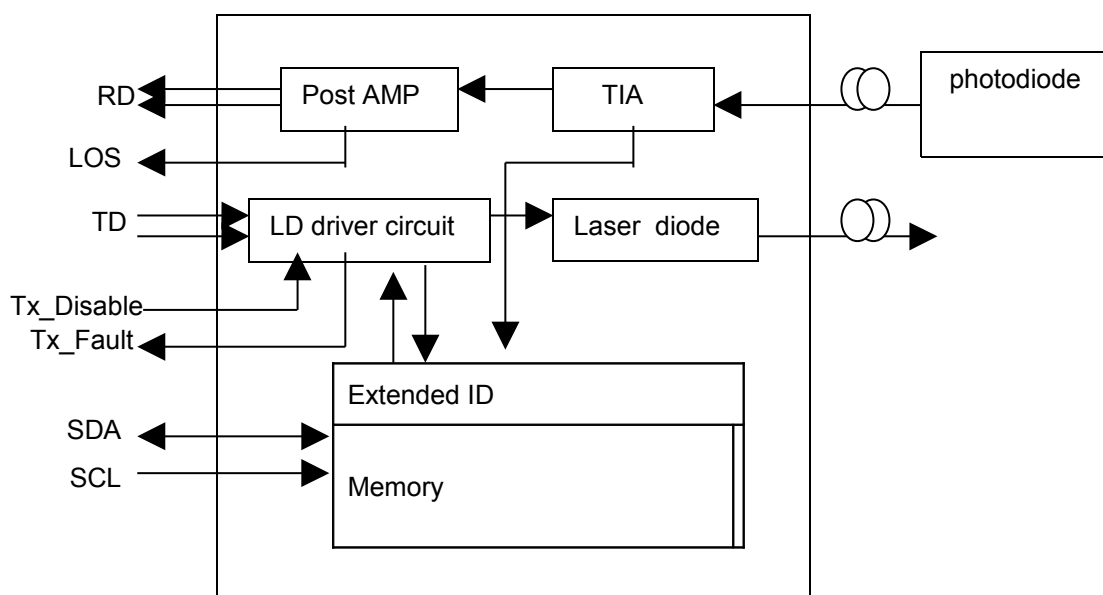 photodiode
RD
Post AMP
TIA
LOS
TD
LD driver circuit
Laser diode
Tx_Disable
Tx_Fault
Extended ID
SDA
SCL
Memory